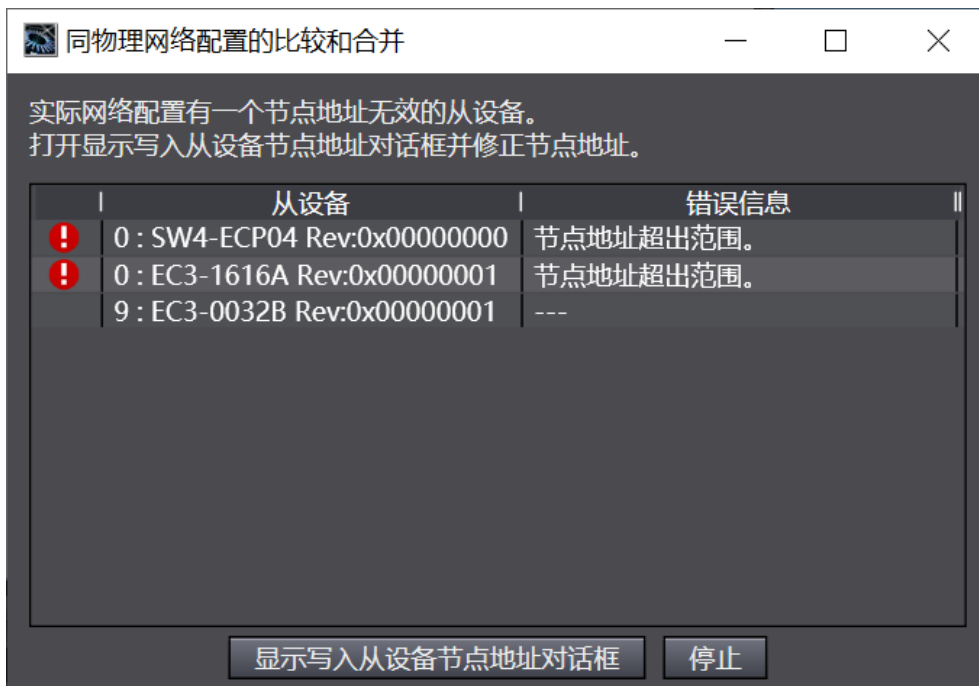 同物理网络配置的比较和合并
实际网络配置有一个节点地址无效的从设备。
打开显示写入从设备节点地址对话框并修正节点地址。
从设备 错误信息
0 : SW4-ECP04 Rev:0x00000000 节点地址超出范围。
0 : EC3-1616A Rev:0x00000001 节点地址超出范围。
9 : EC3-0032B Rev:0x00000001 ---
显示写入从设备节点地址对话框 停止